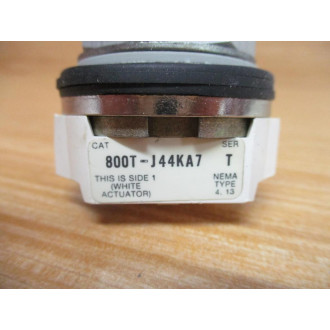 CAT SER
800T-J44KA7 T
THIS IS SIDE 1 NEMA
(WHITE TYPE
ACTUATOR) 4, 13